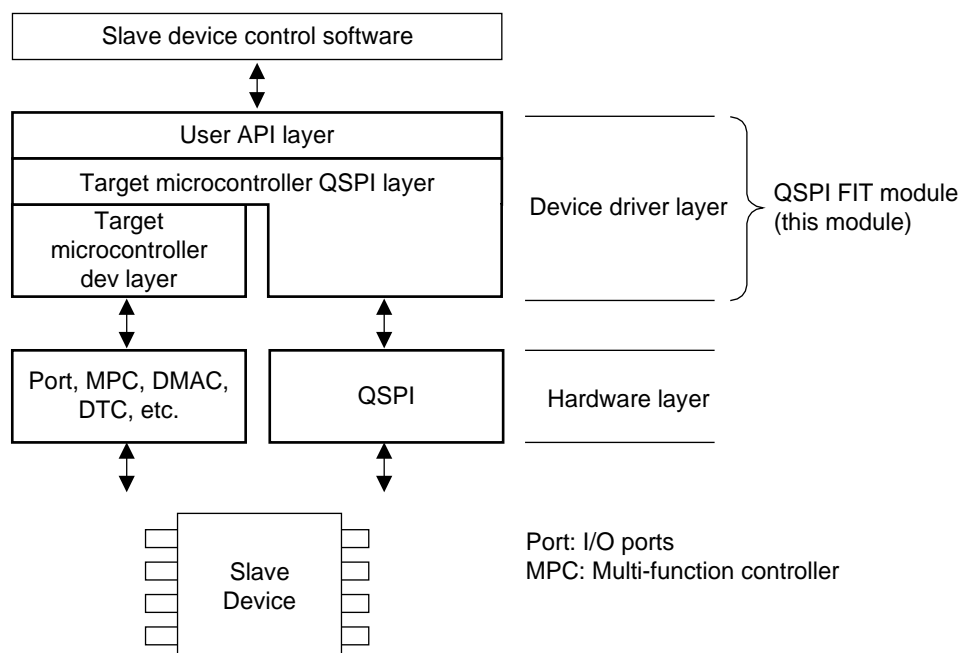 Slave device control software
User API layer
Target microcontroller QSPI layer
Target
microcontroller
dev layer
Device driver layer
QSPI FIT module
(this module)
Port, MPC, DMAC,
DTC, etc.
QSPI
Hardware layer
Slave
Device
Port: I/O ports
MPC: Multi-function controller